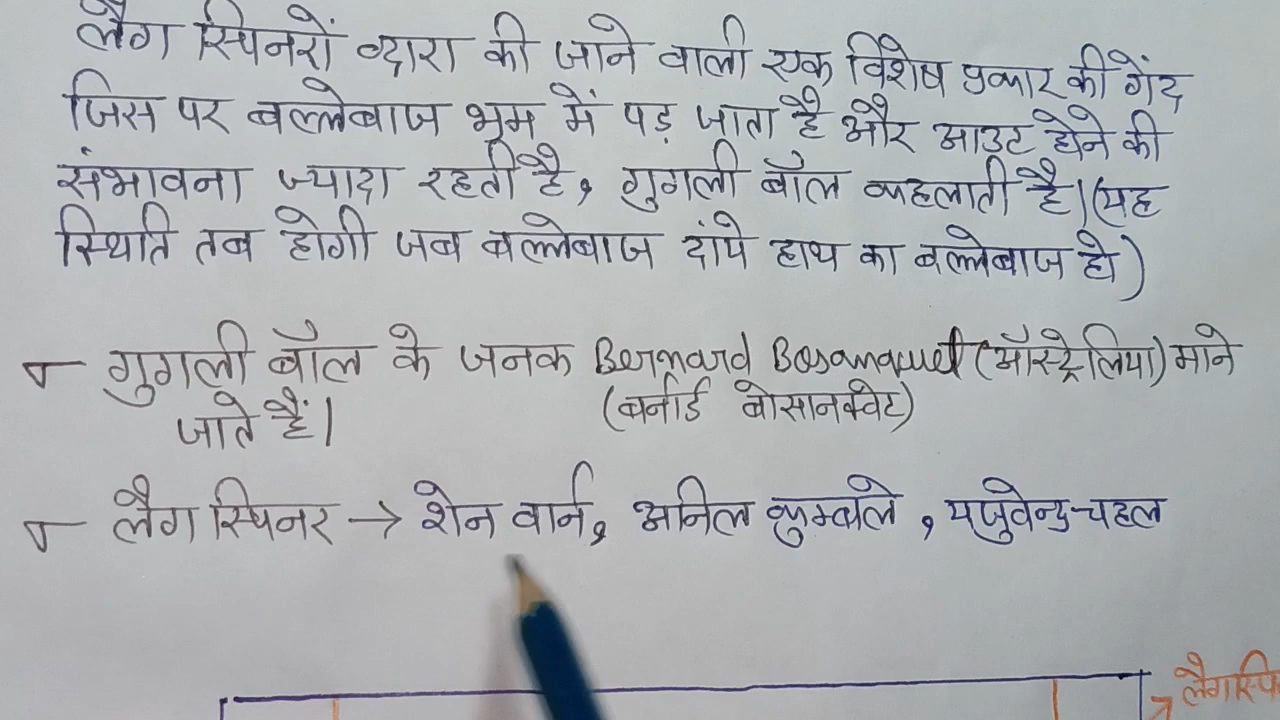 लैग स्पिनरों व्दारा की जाने वाली एक विशेष प्रकार की गेंद
जिस पर बल्लेबाज भ्रम में पड़ जाता है और आउट होने की
संभावना ज्यादा रहती है, गुगली बॉल कहलाती है। (यह
स्थिति तब होगी जब बल्लेबाज दांये हाथ का बल्लेबाज हो)
गुगली बॉल के जनक Bernard Bosanquet (ऑस्ट्रेलिया) माने
(बर्नार्ड बोसानक्वेट)
जाते हैं।
लैग स्पिनर → शेन वार्न, अनिल कुम्बले, यजुवेन्द्र चहल